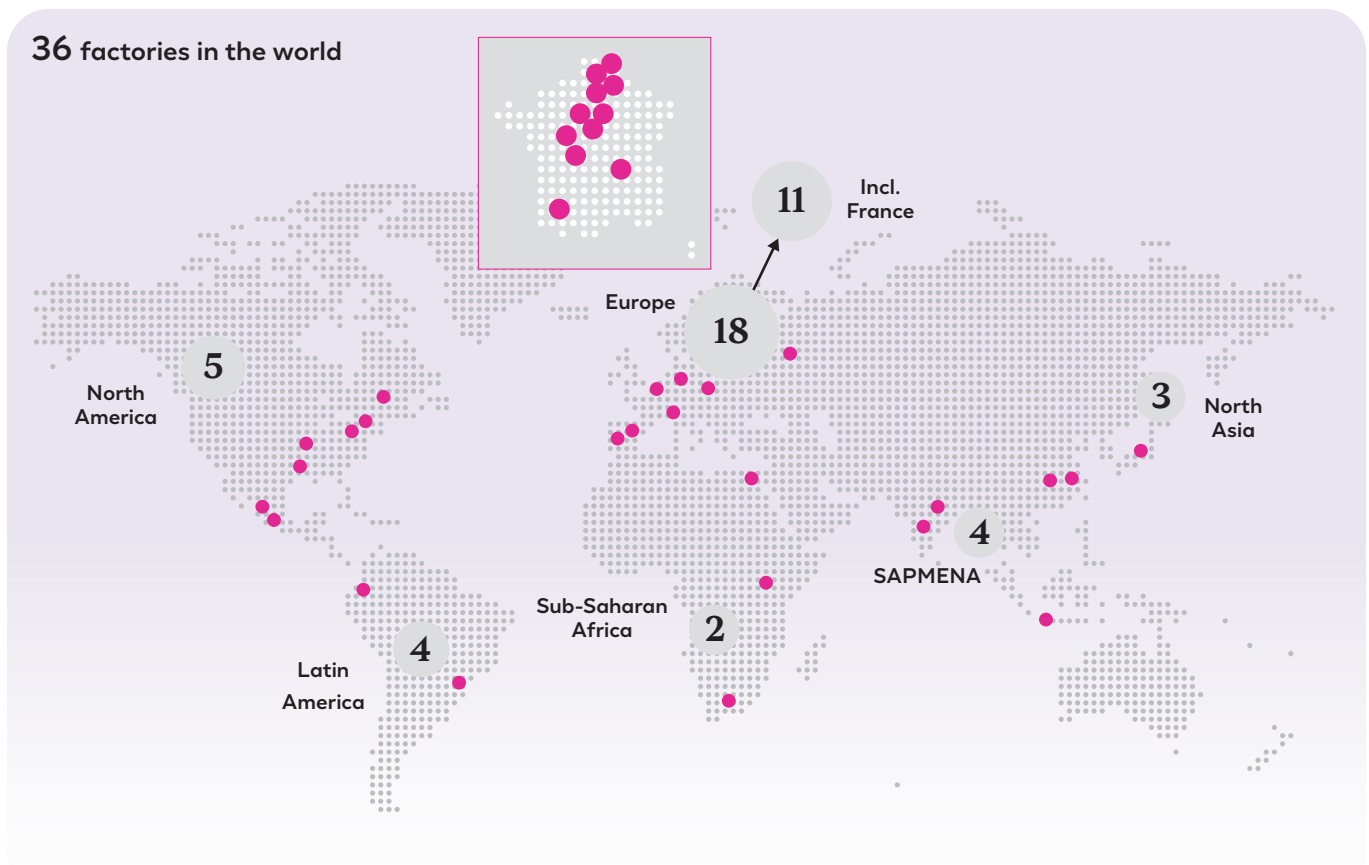 36 factories in the world
11
Incl.
France
Europe
18
5
North
America
3
North
Asia
4
SAPMENA
Sub-Saharan
Africa
2
4
Latin
America